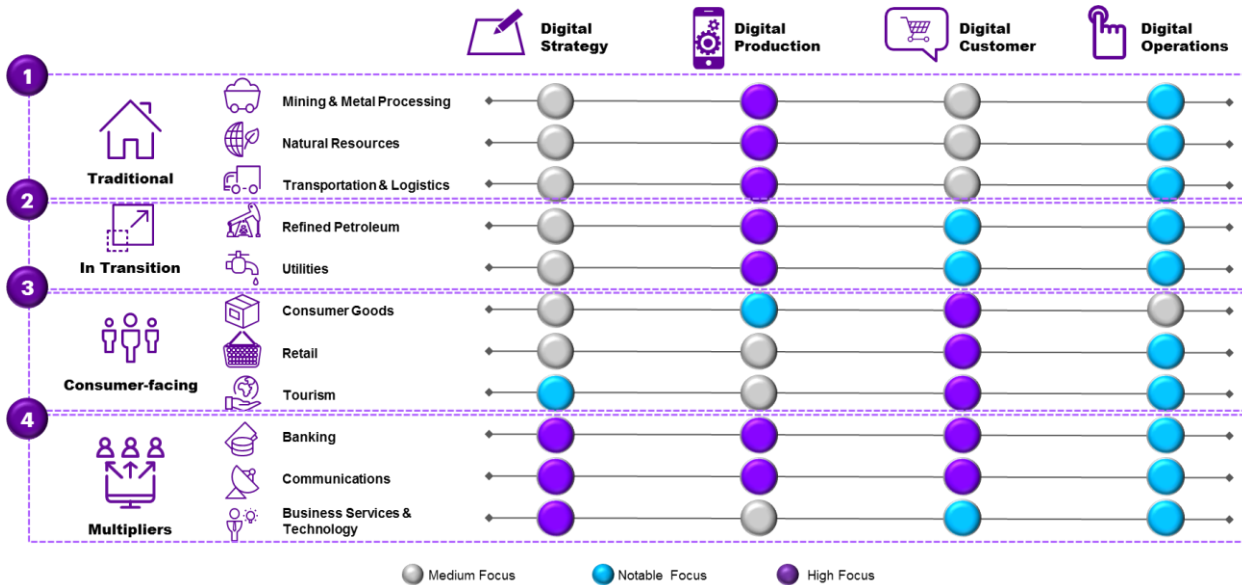 Digital
Strategy
Digital
Production
Digital
Customer
Digital
Operations
1
Traditional
Mining & Metal Processing
Natural Resources
Transportation & Logistics
2
In Transition
Refined Petroleum
Utilities
3
Consumer-facing
Consumer Goods
Retail
Tourism
4
Multipliers
Banking
Communications
Business Services &
Technology
Medium Focus
Notable Focus
High Focus